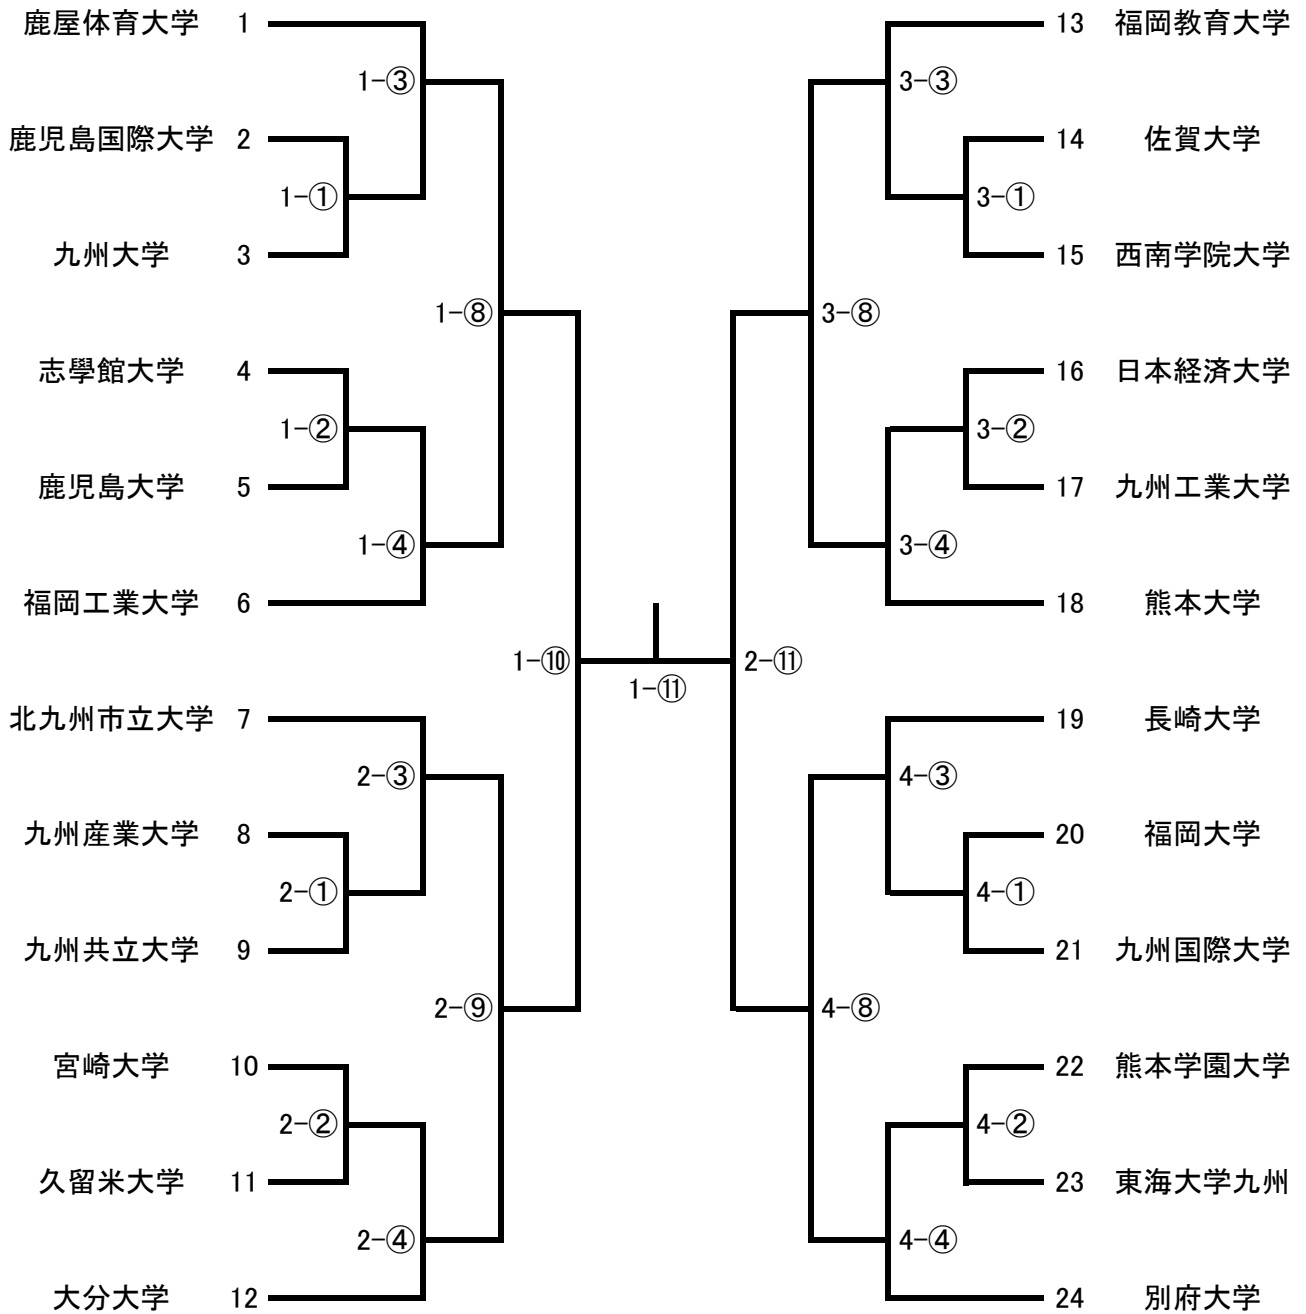 鹿屋体育大学 1
1-③
鹿児島国際大学 2
1-①
九州大学 3
1-⑧
志學館大学 4
1-②
鹿児島大学 5
1-④
福岡工業大学 6
1-⑩
北九州市立大学 7
2-③
九州産業大学 8
2-①
九州共立大学 9
2-⑨
宮崎大学 10
2-②
久留米大学 11
2-④
大分大学 12
1-⑪
13 福岡教育大学
3-③
14 佐賀大学
3-①
15 西南学院大学
3-⑧
16 日本経済大学
3-②
17 九州工業大学
3-④
18 熊本大学
2-⑪
19 長崎大学
4-③
20 福岡大学
4-①
21 九州国際大学
4-⑧
22 熊本学園大学
4-②
23 東海大学九州
4-④
24 別府大学